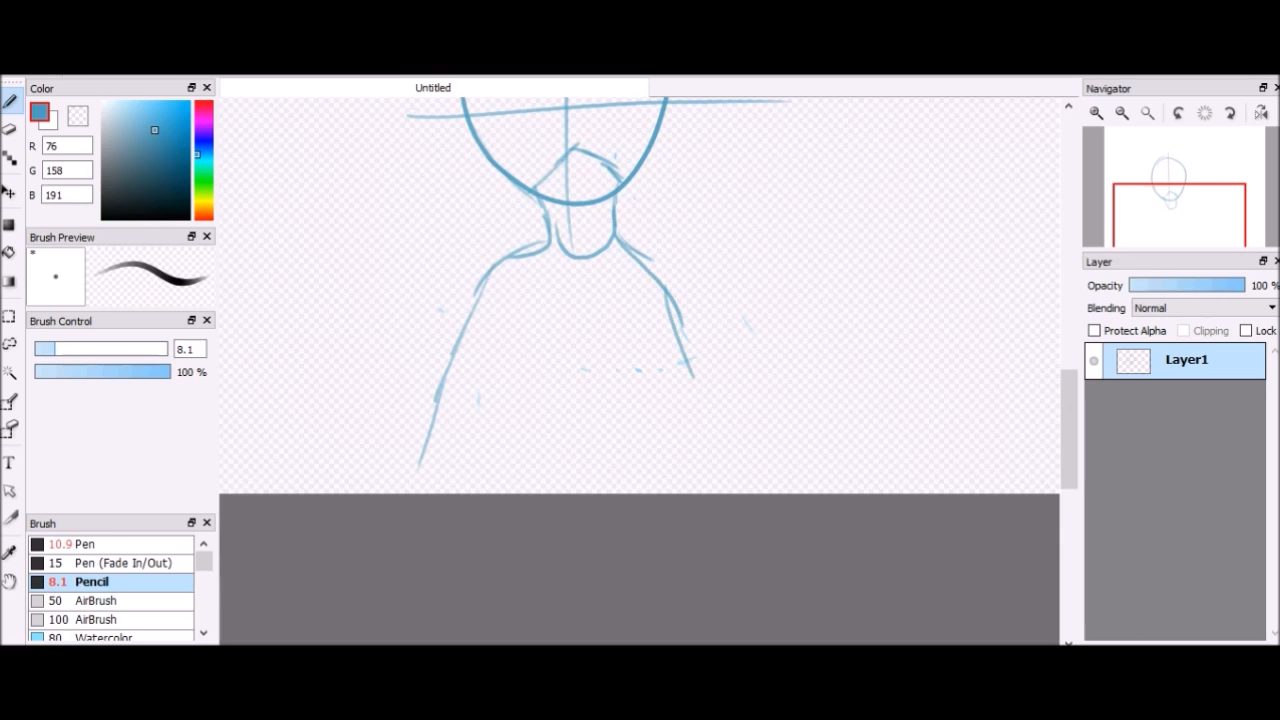 Color
Untitled
Navigator
R 76
G 158
B 191
Brush Preview
*
Layer
Opacity 100 %
Blending Normal
Protect Alpha Clipping Lock
Brush Control
8.1
100 %
Layer1
T
Brush
10.9 Pen
15 Pen (Fade In/Out)
8.1 Pencil
50 AirBrush
100 AirBrush
80 Watercolor